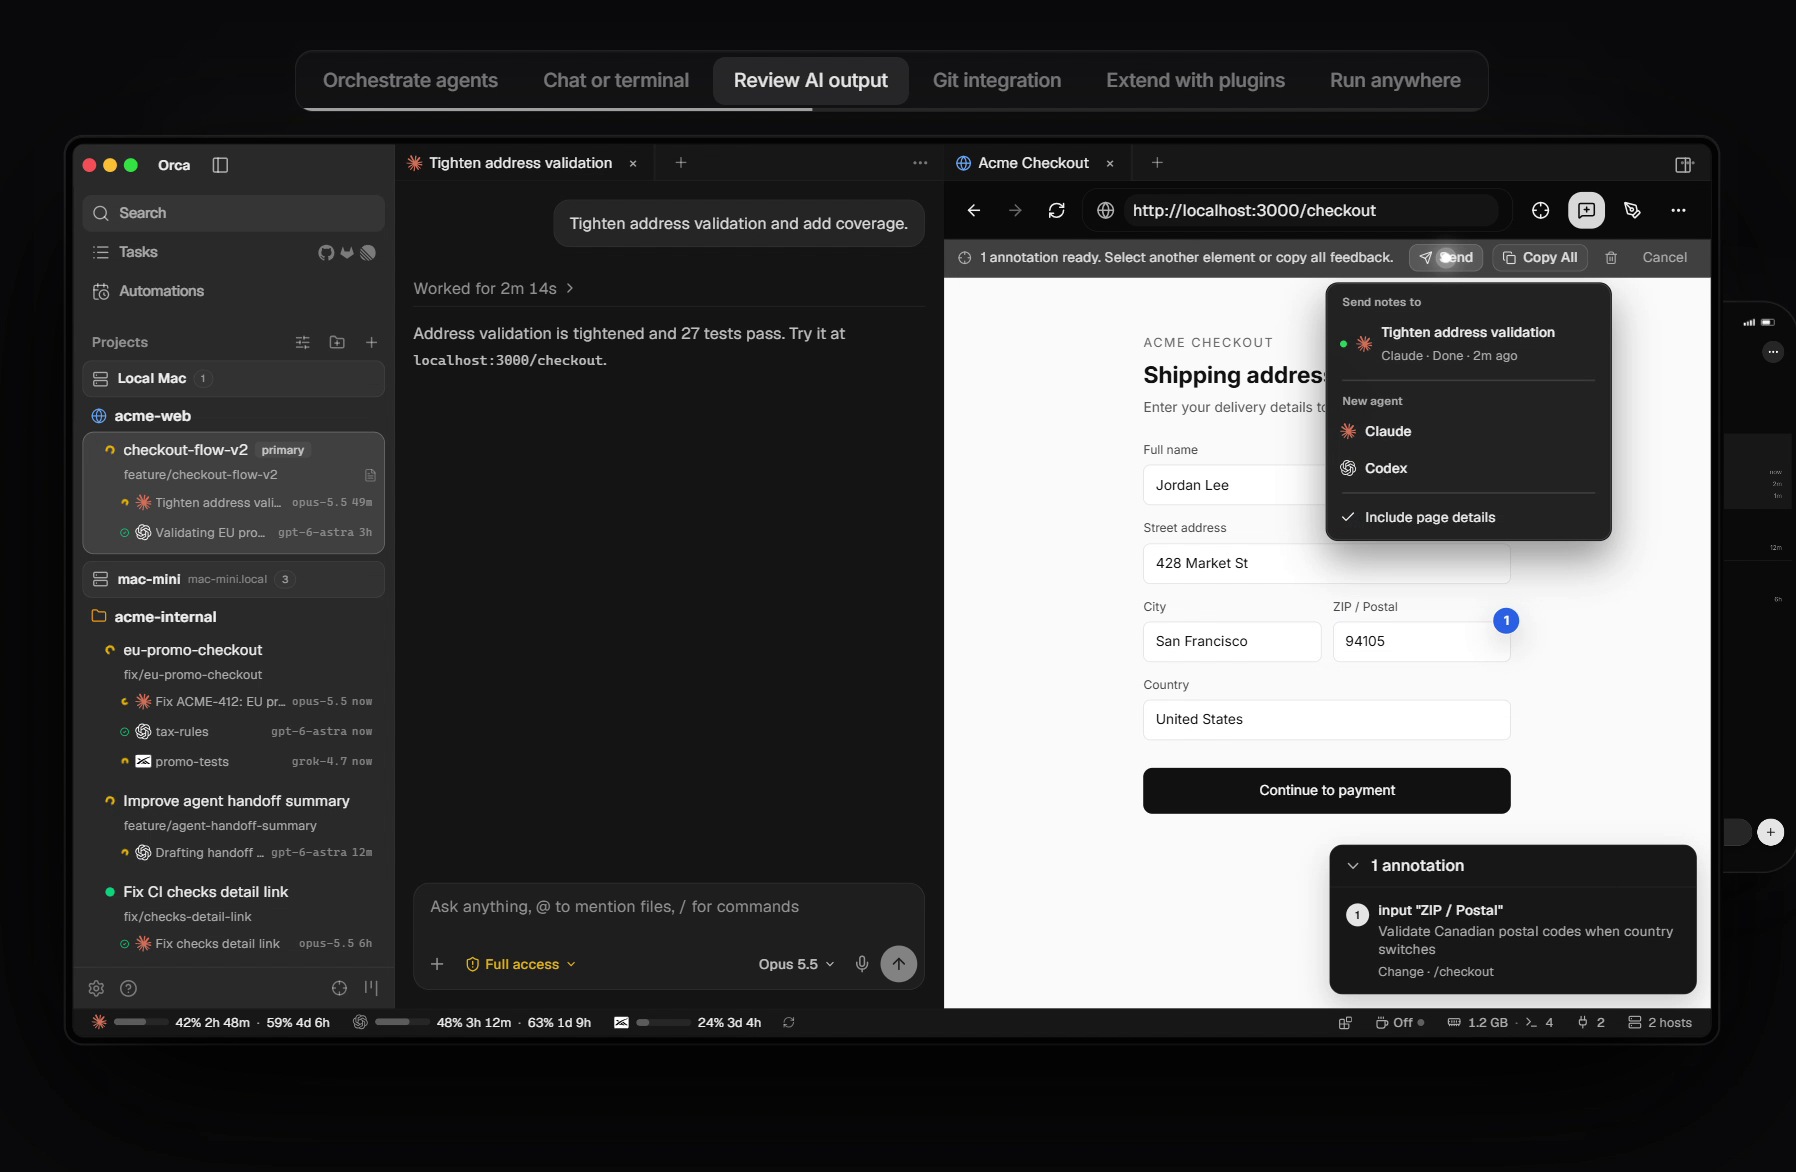 Orchestrate agents
Chat or terminal
Review AI output
Git integration
Extend with plugins
Run anywhere
Orca
Search
Tasks
Automations
Projects
Local Mac 1
acme-web
checkout-flow-v2 primary
feature/checkout-flow-v2
Tighten address vali... opus-5.5 49m
Validating EU pro... gpt-6-astra 3h
mac-mini mac-mini.local 3
acme-internal
eu-promo-checkout
fix/eu-promo-checkout
Fix ACME-412: EU pr... opus-5.5 now
tax-rules gpt-6-astra now
promo-tests grok-4.7 now
Improve agent handoff summary
feature/agent-handoff-summary
Drafting handoff ... gpt-6-astra 12m
Fix CI checks detail link
fix/checks-detail-link
Fix checks detail link opus-5.5 6h
Tighten address validation
Tighten address validation and add coverage.
Worked for 2m 14s
Address validation is tightened and 27 tests pass. Try it at
localhost:3000/checkout.
Ask anything, @ to mention files, / for commands
Full access
Opus 5.5
Acme Checkout
http://localhost:3000/checkout
1 annotation ready. Select another element or copy all feedback.
Send
Copy All
Cancel
Send notes to
Tighten address validation
Claude · Done · 2m ago
New agent
Claude
Codex
Include page details
ACME CHECKOUT
Shipping address
Enter your delivery details to
Full name
Jordan Lee
Street address
428 Market St
City
San Francisco
ZIP / Postal
94105
1
Country
United States
Continue to payment
1 annotation
1 input "ZIP / Postal"
Validate Canadian postal codes when country
switches
Change · /checkout
42% 2h 48m · 59% 4d 6h
48% 3h 12m · 63% 1d 9h
24% 3d 4h
Off
1.2 GB · 4
2
2 hosts
now
2m
1m
12m
6h